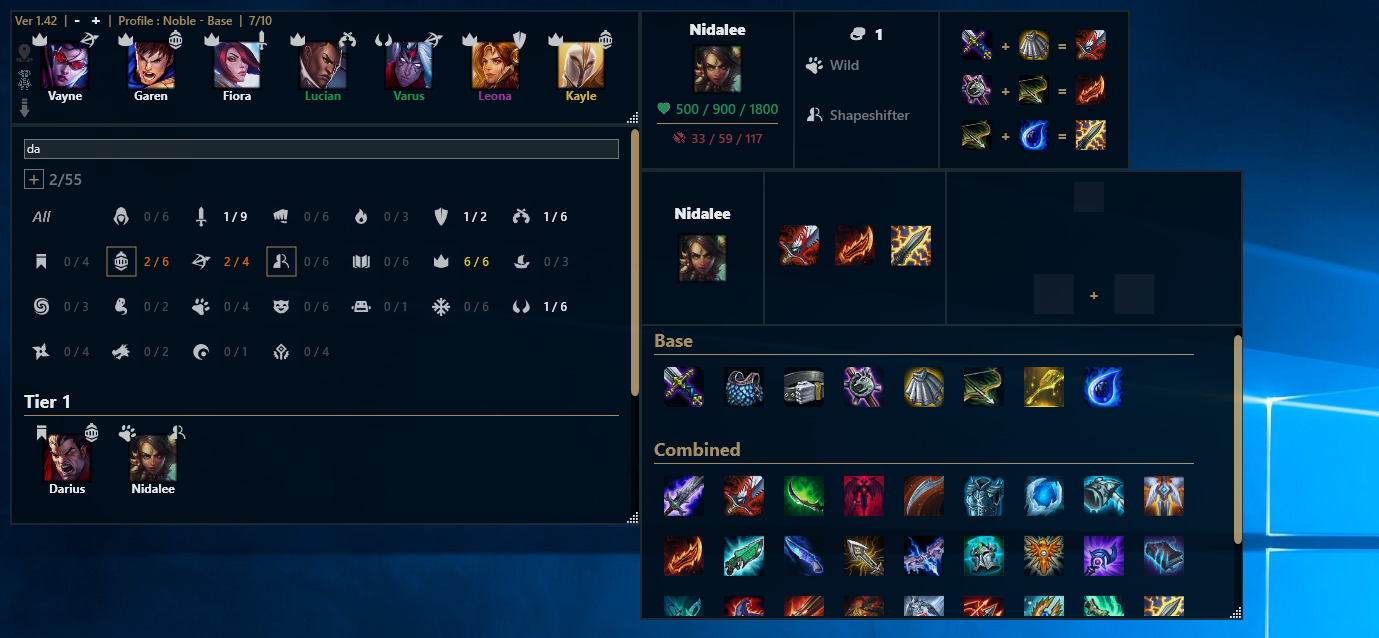 Ver 1.42 | - + | Profile : Noble - Base | 7/10
Vayne Garen Fiora Lucian Varus Leona Kayle
da
+ 2/55
All 0 / 6 1 / 9 0 / 6 0 / 3 1 / 2 1 / 6
0 / 4 2 / 6 2 / 4 0 / 6 0 / 6 6 / 6 0 / 3
0 / 3 0 / 2 0 / 4 0 / 6 0 / 1 0 / 6 1 / 6
0 / 4 0 / 2 0 / 1 0 / 4
Tier 1
Darius Nidalee
Nidalee
500 / 900 / 1800
33 / 59 / 117
1
Wild
Shapeshifter
+ =
+ =
+ =
Nidalee
+
Base
Combined